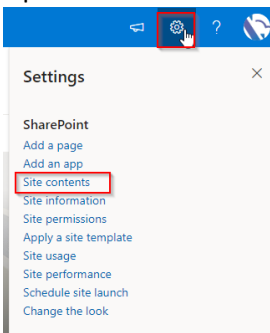 ?
Settings
SharePoint
Add a page
Add an app
Site contents
Site information
Site permissions
Apply a site template
Site usage
Site performance
Schedule site launch
Change the look